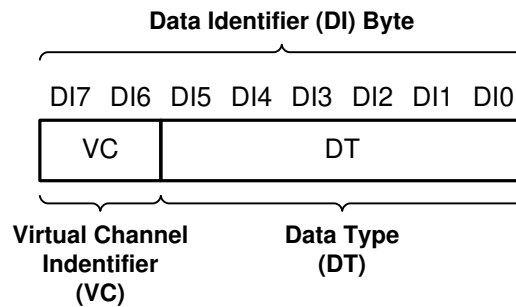 Data Identifier (DI) Byte
DI7 DI6 DI5 DI4 DI3 DI2 DI1 DI0
VC DT
Virtual Channel
Indentifier
(VC)
Data Type
(DT)